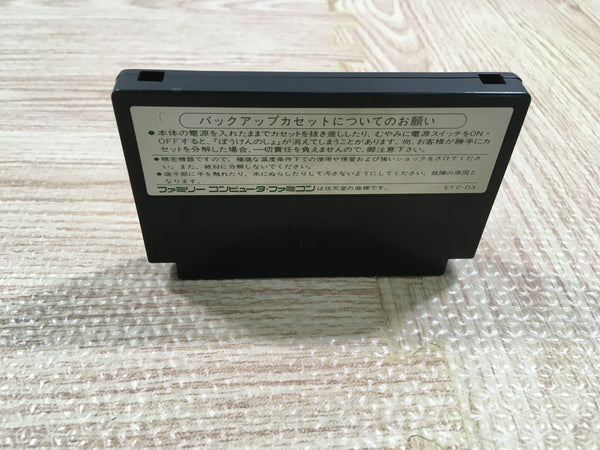 バックアップカセットについてのお願い
●本体の電源を入れたままでカセットを抜き差ししたり、むやみに電源スイッチをON・
OFFすると、「ぼうけんのしょ」が消えてしまうことがあります。尚、お客様が勝手にカ
セットを分解した場合、一切責任を負えませんので、御注意下さい。
●精密機器ですので、極端な温度条件下での使用や保管および強いショックをさけてくださ
い。また、絶対に分解しないでください。
●端子部に手を触れたり、水にぬらしたりして汚さないようにしてください。故障の原因と
なります。
ファミリー コンピュータ・ファミコンは任天堂の商標です。 EFC-D3